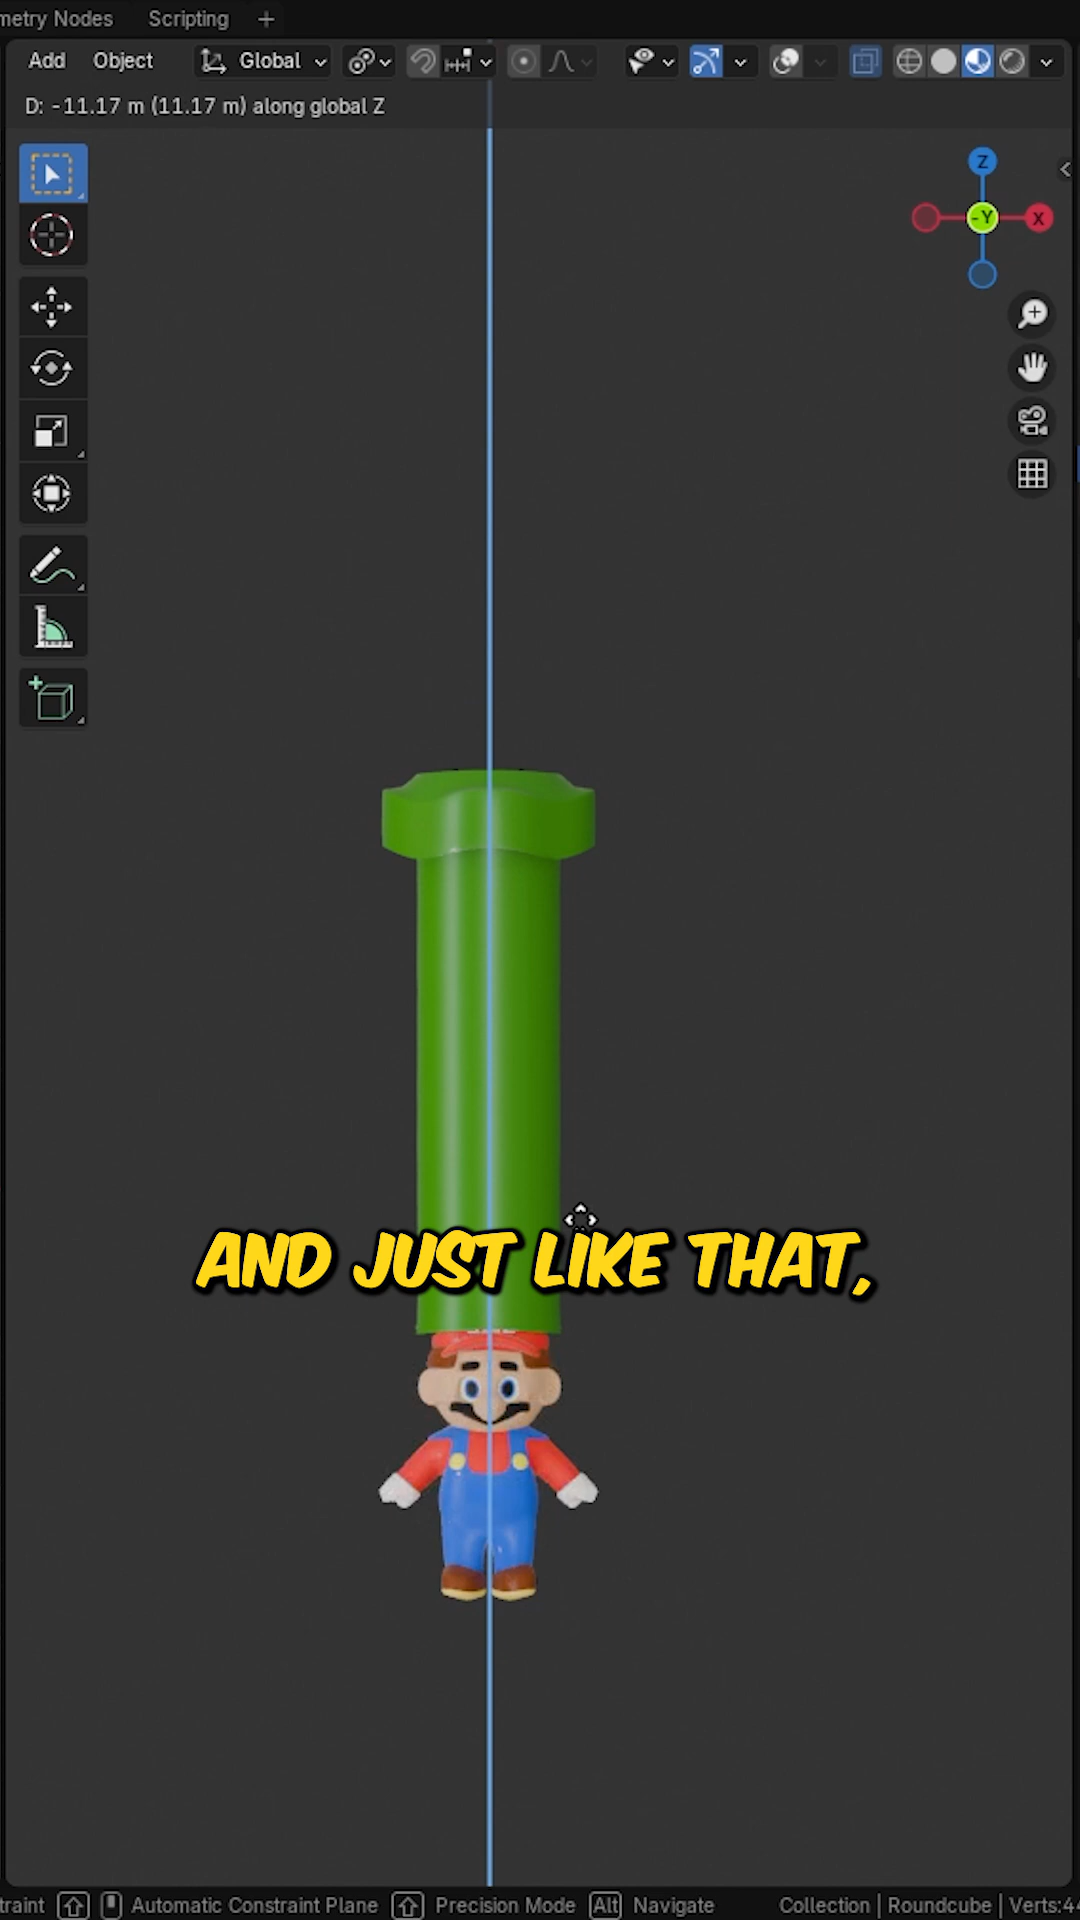 metry Nodes Scripting +
Add Object Global
D: -11.17 m (11.17 m) along global Z
Z
-Y X
AND JUST LIKE THAT,
traint Automatic Constraint Plane Precision Mode Alt Navigate Collection | Roundcube | Verts:4